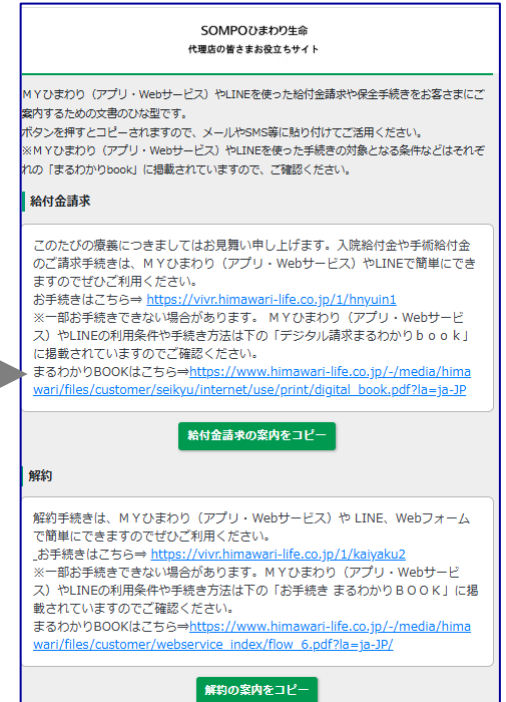 SOMPOひまわり生命
代理店の皆さまお役立ちサイト
ＭＹひまわり（アプリ・Webサービス）やLINEを使った給付金請求や保全手続きをお客さまにご
案内するための文書のひな型です。
ボタンを押すとコピーされますので、メールやSMS等に貼り付けてご活用ください。
※ＭＹひまわり（アプリ・Webサービス）やLINEを使った手続きの対象となる条件などはそれぞ
れの「まるわかりbook」に掲載されていますので、ご確認ください。
給付金請求
このたびの療養につきましてはお見舞い申し上げます。入院給付金や手術給付金
のご請求手続きは、ＭＹひまわり（アプリ・Webサービス）やLINEで簡単にでき
ますのでぜひご利用ください。
お手続きはこちら⇒ https://vivr.himawari-life.co.jp/1/hnyuin1
※一部お手続きできない場合があります。 ＭＹひまわり（アプリ・Webサービ
ス）やLINEの利用条件や手続き方法は下の「デジタル請求まるわかりｂｏｏｋ」
に掲載されていますのでご確認ください。
まるわかりBOOKはこちら⇒https://www.himawari-life.co.jp/-/media/hima
wari/files/customer/seikyu/internet/use/print/digital_book.pdf?la=ja-JP
給付金請求の案内をコピー
解約
解約手続きは、ＭＹひまわり（アプリ・Webサービス）や LINE、Webフォーム
で簡単にできますのでぜひご利用ください。
お手続きはこちら⇒ https://vivr.himawari-life.co.jp/1/kaiyaku2
※一部お手続きできない場合があります。ＭＹひまわり（アプリ・Webサービ
ス）やLINEの利用条件や手続き方法は下の「お手続き まるわかりＢＯＯＫ」に掲
載されていますのでご確認ください。
まるわかりBOOKはこちら⇒https://www.himawari-life.co.jp/-/media/hima
wari/files/customer/webservice_index/flow_6.pdf?la=ja-JP/
解約の案内をコピー